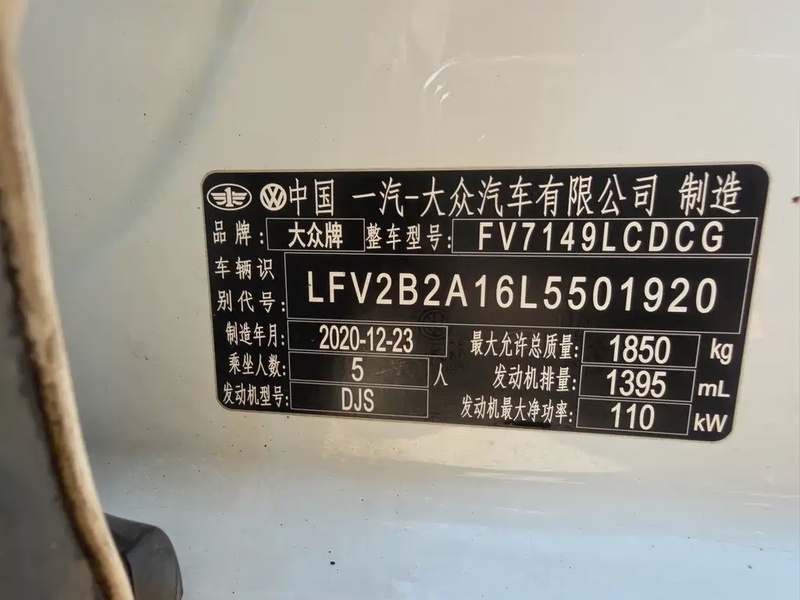 中国 一汽-大众汽车有限公司 制造
品牌: 大众牌 整车型号: FV7149LCDCG
车辆识别代号: LFV2B2A16L5501920
制造年月: 2020-12-23 最大允许总质量: 1850 kg
乘坐人数: 5 人 发动机排量: 1395 mL
发动机型号: DJS 发动机最大净功率: 110 kW